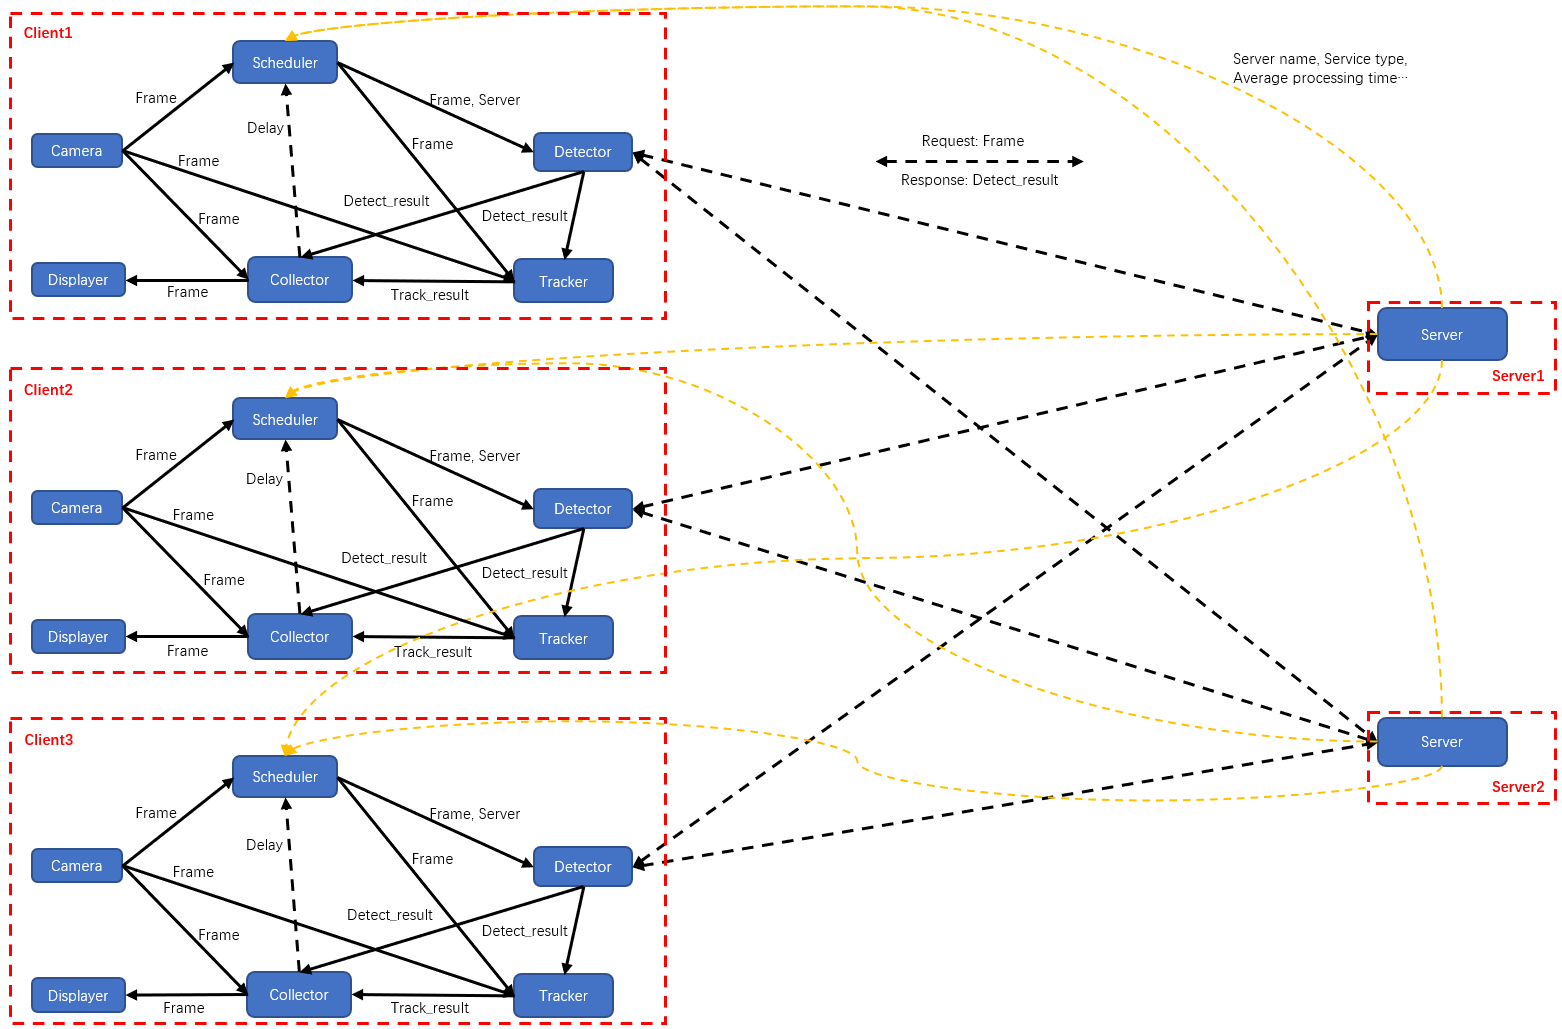 Client1
Scheduler
Server name, Service type,
Average processing time…
Frame
Frame, Server
Delay
Request: Frame
Frame
Camera
Frame
Detector
Response: Detect_result
Detect_result
Frame
Detect_result
Displayer
Collector
Tracker
Frame
Track_result
Server
Server1
Client2
Scheduler
Frame
Frame, Server
Delay
Frame
Camera
Frame
Detector
Detect_result
Frame
Detect_result
Displayer
Collector
Tracker
Frame
Track_result
Client3
Server
Scheduler
Server2
Frame
Frame, Server
Delay
Frame
Camera
Frame
Detector
Detect_result
Frame
Detect_result
Displayer
Collector
Tracker
Frame
Track_result